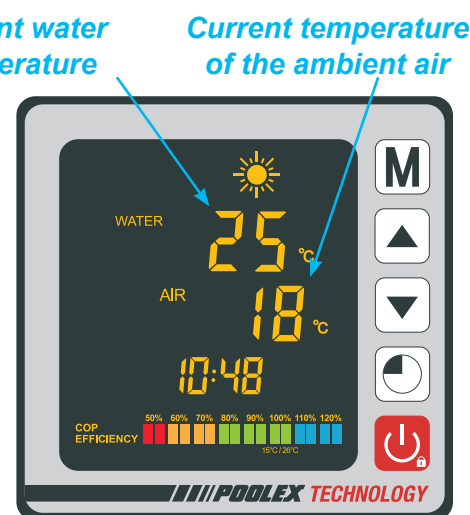 nt water
erature
Current temperature
of the ambient air
M
WATER 25 °C
AIR 18 °C
10:48
50% 60% 70% 80% 90% 100% 110% 120%
COP
EFFICIENCY
15°C / 26°C
POOLEX TECHNOLOGY